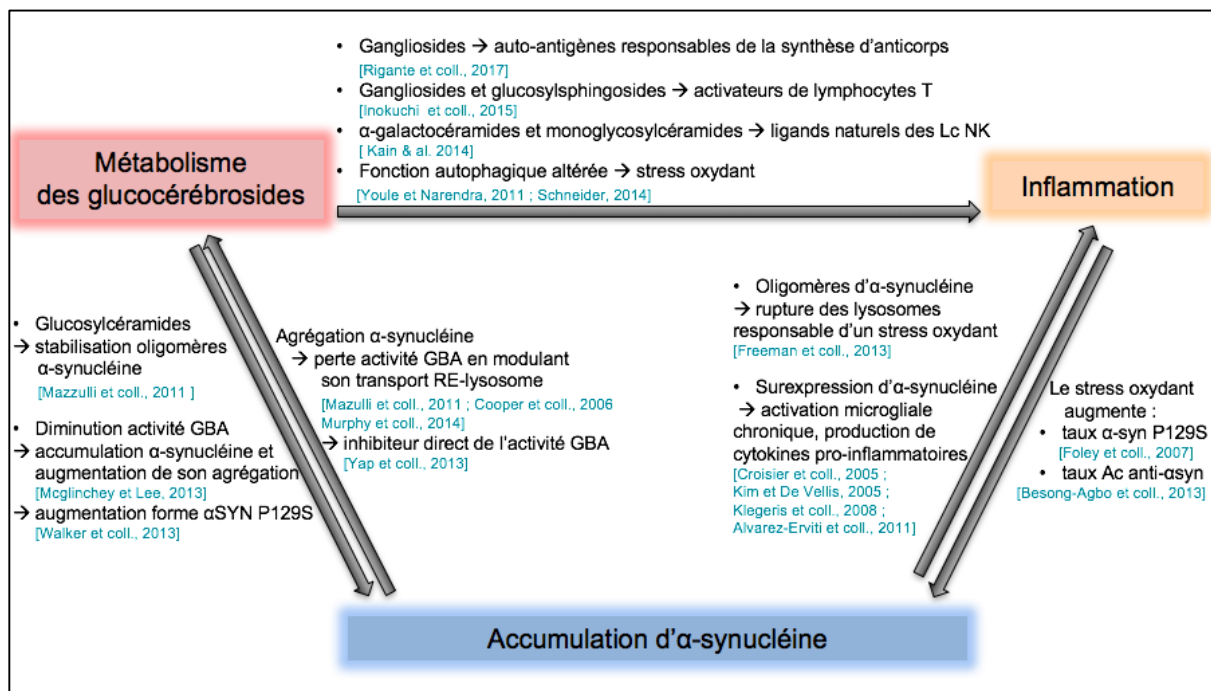 • Gangliosides → auto-antigènes responsables de la synthèse d'anticorps
[Rigante et coll., 2017]
• Gangliosides et glucosylsphingosides → activateurs de lymphocytes T
[Inokuchi et coll., 2015]
• α-galactocéramides et monoglycosylcéramides → ligands naturels des Lc NK
[ Kain & al. 2014]
• Fonction autophagique altérée → stress oxydant
[Youle et Narendra, 2011 ; Schneider, 2014]
Métabolisme
des glucocérébrosides
Inflammation
• Glucosylcéramides
→ stabilisation oligomères
α-synucléine
[Mazzulli et coll., 2011 ]
• Diminution activité GBA
→ accumulation α-synucléine et
augmentation de son agrégation
[Mcglinchey et Lee, 2013]
→ augmentation forme αSYN P129S
[Walker et coll., 2013]
Agrégation α-synucléine
→ perte activité GBA en modulant
son transport RE-lysosome
[Mazulli et coll., 2011 ; Cooper et coll., 2006
Murphy et coll., 2014]
→ inhibiteur direct de l'activité GBA
[Yap et coll., 2013]
• Oligomères d'α-synucléine
→ rupture des lysosomes
responsable d'un stress oxydant
[Freeman et coll., 2013]
• Surexpression d'α-synucléine
→ activation microgliale
chronique, production de
cytokines pro-inflammatoires
[Croisier et coll., 2005 ;
Kim et De Vellis, 2005 ;
Klegeris et coll., 2008 ;
Alvarez-Erviti et coll., 2011]
Le stress oxydant
augmente :
• taux α-syn P129S
[Foley et coll., 2007]
• taux Ac anti-αsyn
[Besong-Agbo et coll., 2013]
Accumulation d'α-synucléine